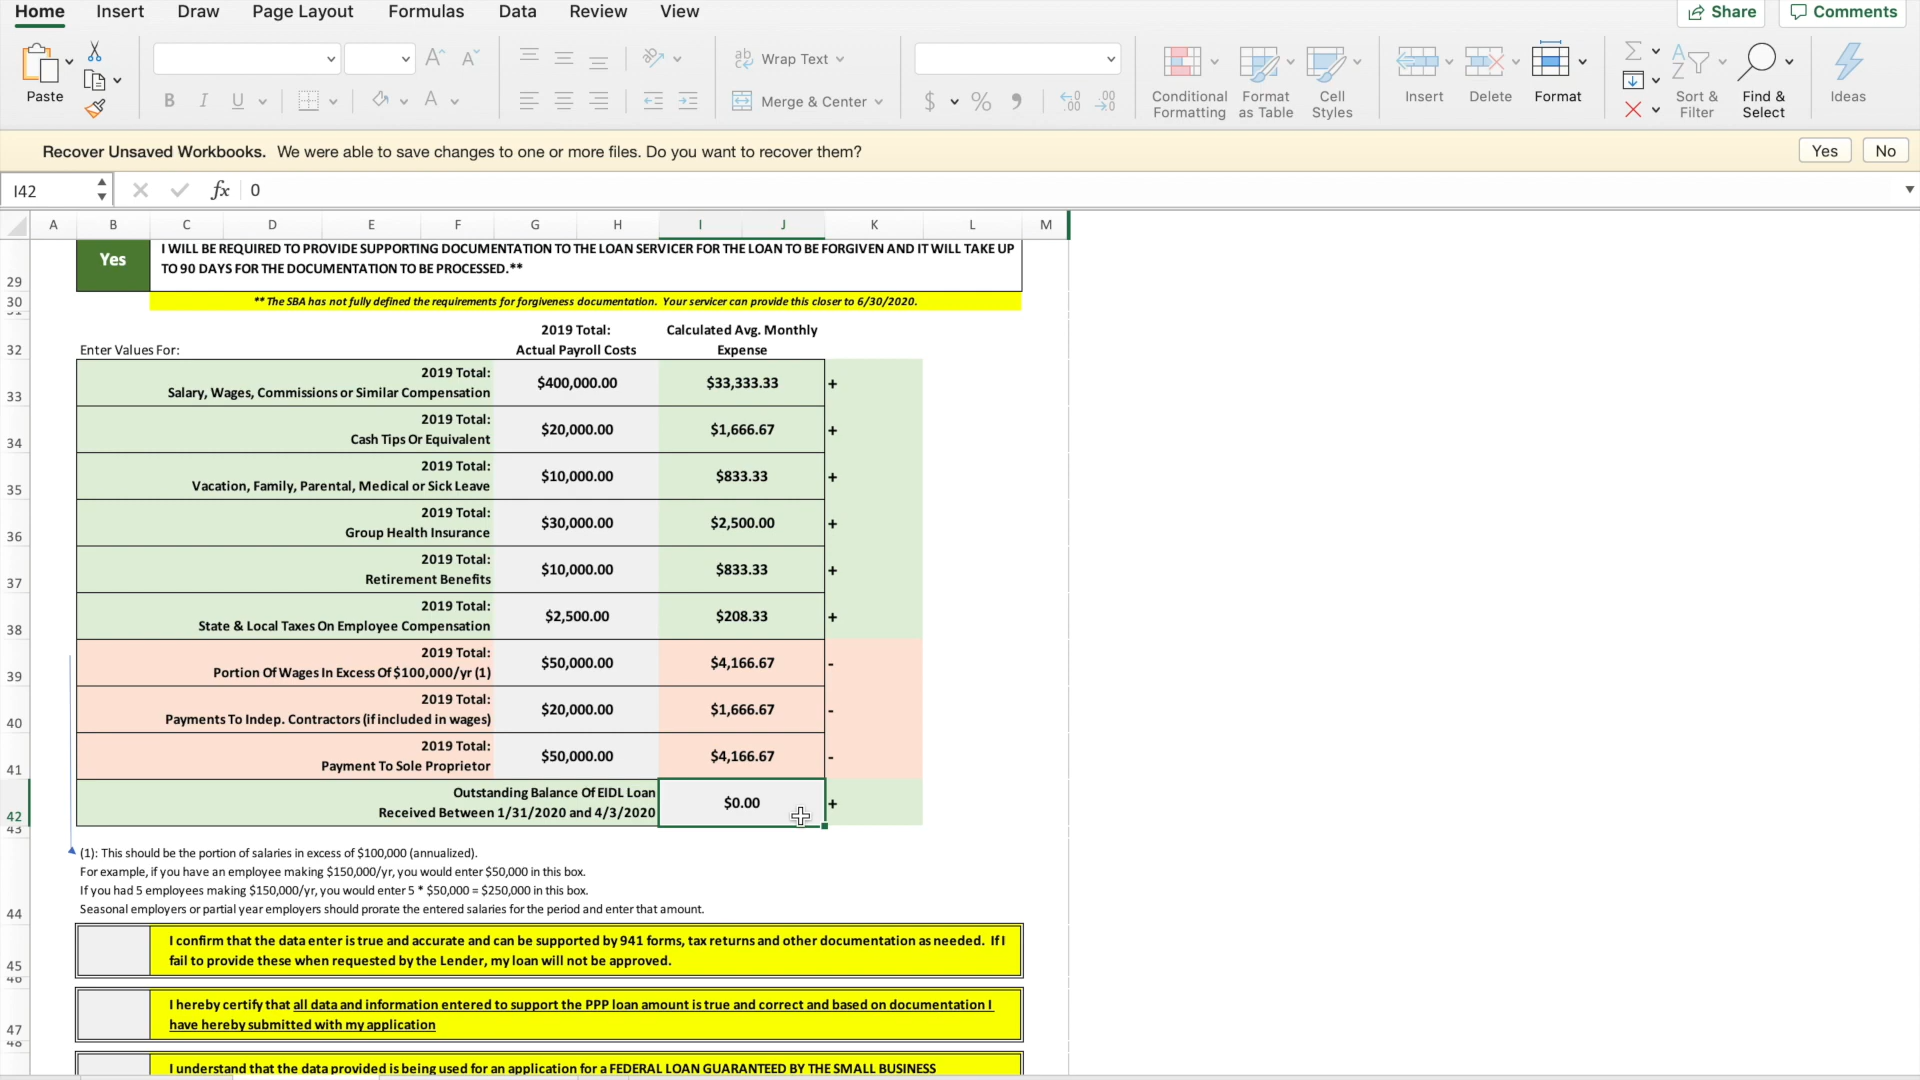 Home Insert Draw Page Layout Formulas Data Review View Share Comments
Paste
Wrap Text
Merge & Center
Conditional Formatting
Format as Table
Cell Styles
Insert
Delete
Format
Sort & Filter
Find & Select
Ideas
Recover Unsaved Workbooks. We were able to save changes to one or more files. Do you want to recover them? Yes No
I42 fx 0
A B C D E F G H I J K L M
29 Yes I WILL BE REQUIRED TO PROVIDE SUPPORTING DOCUMENTATION TO THE LOAN SERVICER FOR THE LOAN TO BE FORGIVEN AND IT WILL TAKE UP
TO 90 DAYS FOR THE DOCUMENTATION TO BE PROCESSED.**
30 ** The SBA has not fully defined the requirements for forgiveness documentation. Your servicer can provide this closer to 6/30/2020.
31
2019 Total: Calculated Avg. Monthly
32 Enter Values For: Actual Payroll Costs Expense
2019 Total:
33 Salary, Wages, Commissions or Similar Compensation $400,000.00 $33,333.33 +
2019 Total:
34 Cash Tips Or Equivalent $20,000.00 $1,666.67 +
2019 Total:
35 Vacation, Family, Parental, Medical or Sick Leave $10,000.00 $833.33 +
2019 Total:
36 Group Health Insurance $30,000.00 $2,500.00 +
2019 Total:
37 Retirement Benefits $10,000.00 $833.33 +
2019 Total:
38 State & Local Taxes On Employee Compensation $2,500.00 $208.33 +
2019 Total:
39 Portion Of Wages In Excess Of $100,000/yr (1) $50,000.00 $4,166.67 -
2019 Total:
40 Payments To Indep. Contractors (if included in wages) $20,000.00 $1,666.67 -
2019 Total:
41 Payment To Sole Proprietor $50,000.00 $4,166.67 -
Outstanding Balance Of EIDL Loan
42 Received Between 1/31/2020 and 4/3/2020 $0.00 +
43
(1): This should be the portion of salaries in excess of $100,000 (annualized).
For example, if you have an employee making $150,000/yr, you would enter $50,000 in this box.
If you had 5 employees making $150,000/yr, you would enter 5 * $50,000 = $250,000 in this box.
44 Seasonal employers or partial year employers should prorate the entered salaries for the period and enter that amount.
I confirm that the data enter is true and accurate and can be supported by 941 forms, tax returns and other documentation as needed. If I
45 fail to provide these when requested by the Lender, my loan will not be approved.
46
I hereby certify that all data and information entered to support the PPP loan amount is true and correct and based on documentation I
47 have hereby submitted with my application
48
I understand that the data provided is being used for an application for a FEDERAL LOAN GUARANTEED BY THE SMALL BUSINESS